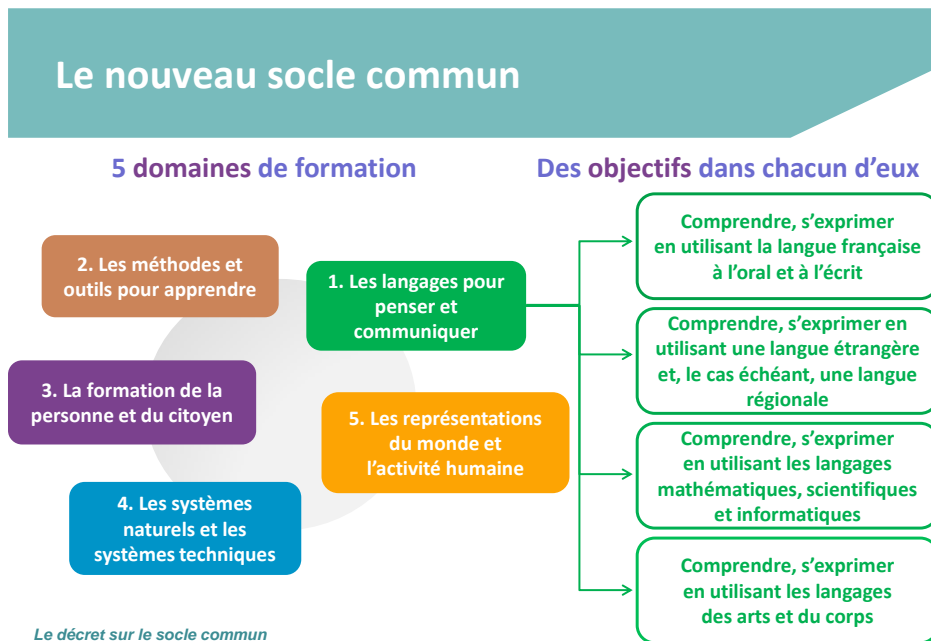 Le nouveau socle commun
5 domaines de formation
Des objectifs dans chacun d’eux
2. Les méthodes et
outils pour apprendre
1. Les langages pour
penser et
communiquer
3. La formation de la
personne et du citoyen
5. Les représentations
du monde et
l’activité humaine
4. Les systèmes
naturels et les
systèmes techniques
Comprendre, s’exprimer
en utilisant la langue française
à l’oral et à l’écrit
Comprendre, s’exprimer en
utilisant une langue étrangère
et, le cas échéant, une langue
régionale
Comprendre, s’exprimer
en utilisant les langages
mathématiques, scientifiques
et informatiques
Comprendre, s’exprimer
en utilisant les langages
des arts et du corps
Le décret sur le socle commun